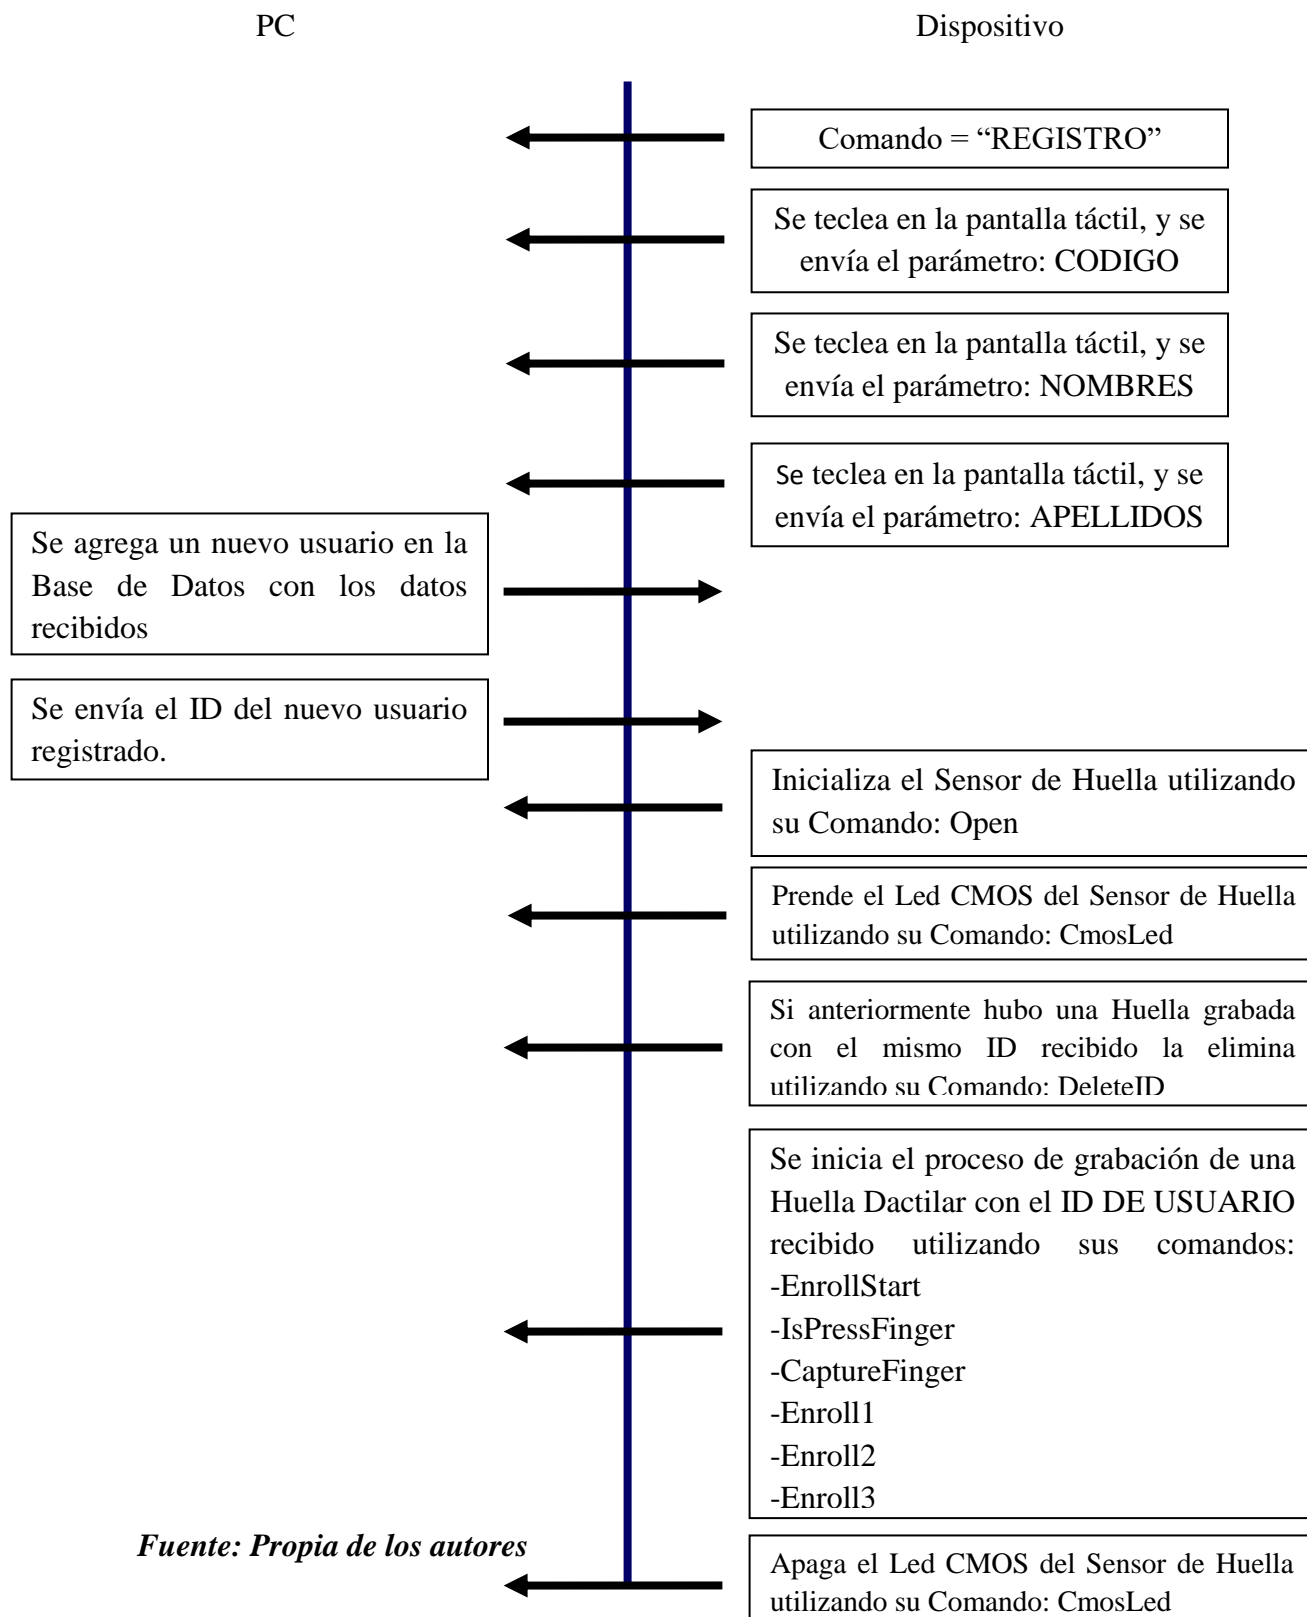 PC
Dispositivo
Comando = “REGISTRO”
Se teclea en la pantalla táctil, y se
envía el parámetro: CODIGO
Se teclea en la pantalla táctil, y se
envía el parámetro: NOMBRES
Se teclea en la pantalla táctil, y se
envía el parámetro: APELLIDOS
Se agrega un nuevo usuario en la
Base de Datos con los datos
recibidos
Se envía el ID del nuevo usuario
registrado.
Inicializa el Sensor de Huella utilizando
su Comando: Open
Prende el Led CMOS del Sensor de Huella
utilizando su Comando: CmosLed
Si anteriormente hubo una Huella grabada
con el mismo ID recibido la elimina
utilizando su Comando: DeleteID
Se inicia el proceso de grabación de una
Huella Dactilar con el ID DE USUARIO
recibido utilizando sus comandos:
-EnrollStart
-IsPressFinger
-CaptureFinger
-Enroll1
-Enroll2
-Enroll3
Fuente: Propia de los autores
Apaga el Led CMOS del Sensor de Huella
utilizando su Comando: CmosLed